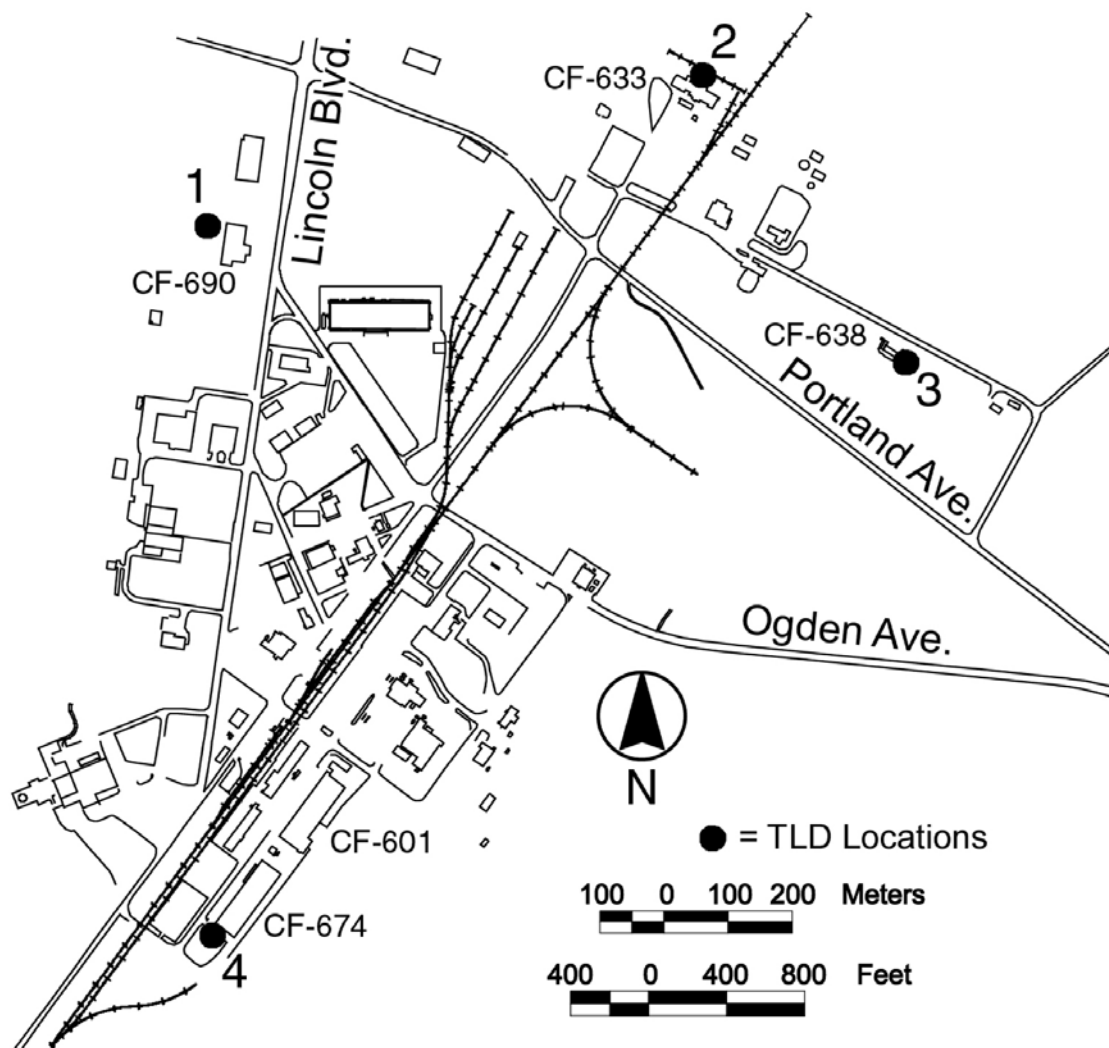 2
CF-633
Lincoln Blvd.
1
CF-690
CF-638
3
Portland Ave.
Ogden Ave.
N
CF-601
● = TLD Locations
100 0 100 200 Meters
CF-674
4
400 0 400 800 Feet